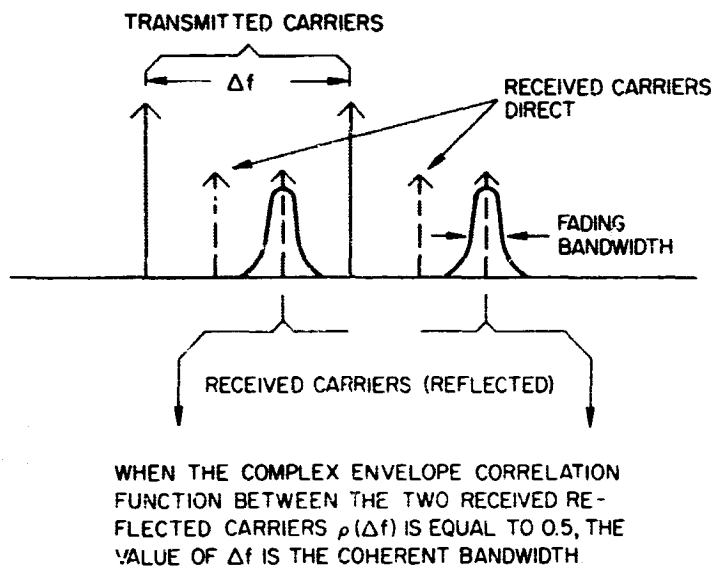 TRANSMITTED CARRIERS
Δf
RECEIVED CARRIERS
DIRECT
FADING
BANDWIDTH
RECEIVED CARRIERS (REFLECTED)
WHEN THE COMPLEX ENVELOPE CORRELATION
FUNCTION BETWEEN THE TWO RECEIVED RE-
FLECTED CARRIERS ρ(Δf) IS EQUAL TO 0.5, THE
VALUE OF Δf IS THE COHERENT BANDWIDTH